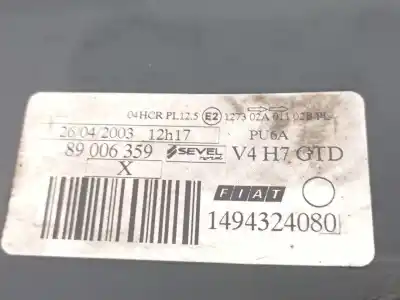 04HCR PL12.5 E2 1273 02A 011 02B PL
26/04/2003 12h17 PU6A
89 006 359 SEVEL nord V4 H7 GTD
X
FIAT
1494324080